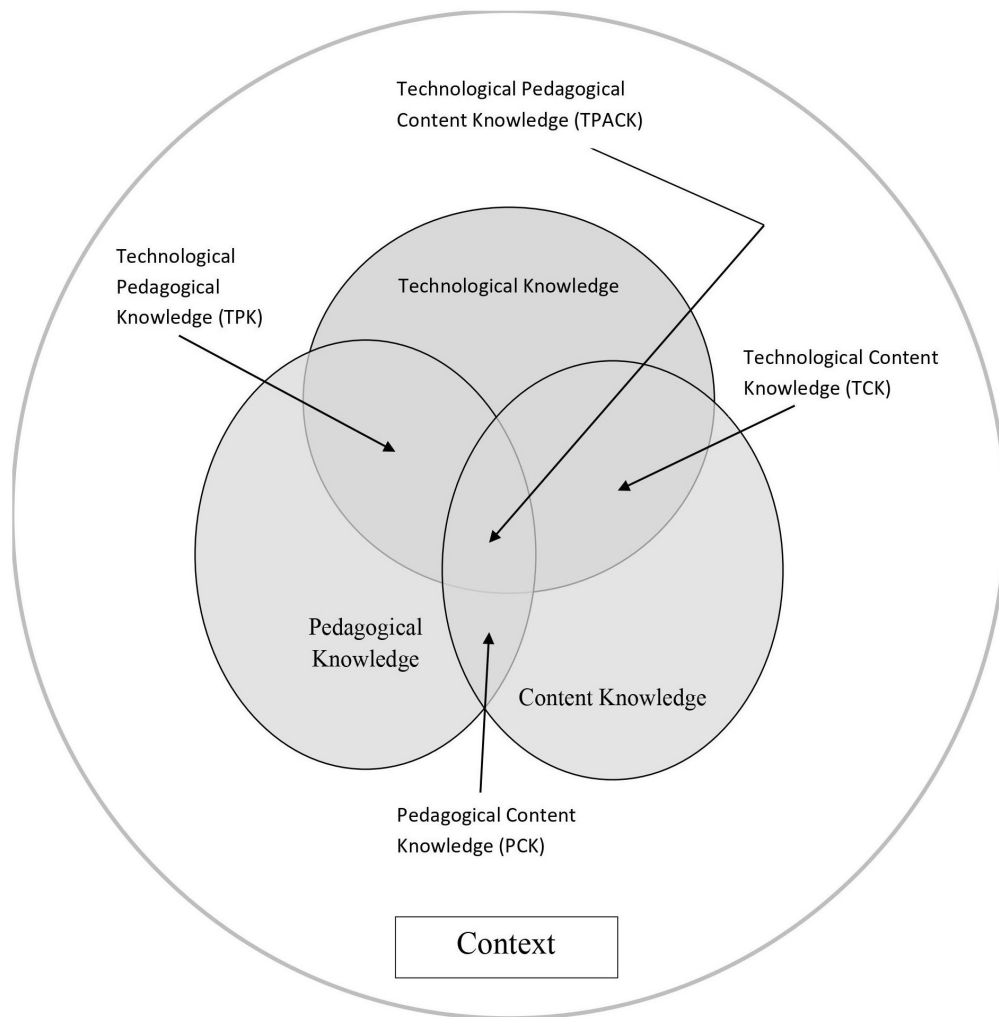 Technological Pedagogical
Content Knowledge (TPACK)
Technological
Pedagogical
Knowledge (TPK)
Technological Knowledge
Technological Content
Knowledge (TCK)
Pedagogical
Knowledge
Content Knowledge
Pedagogical Content
Knowledge (PCK)
Context